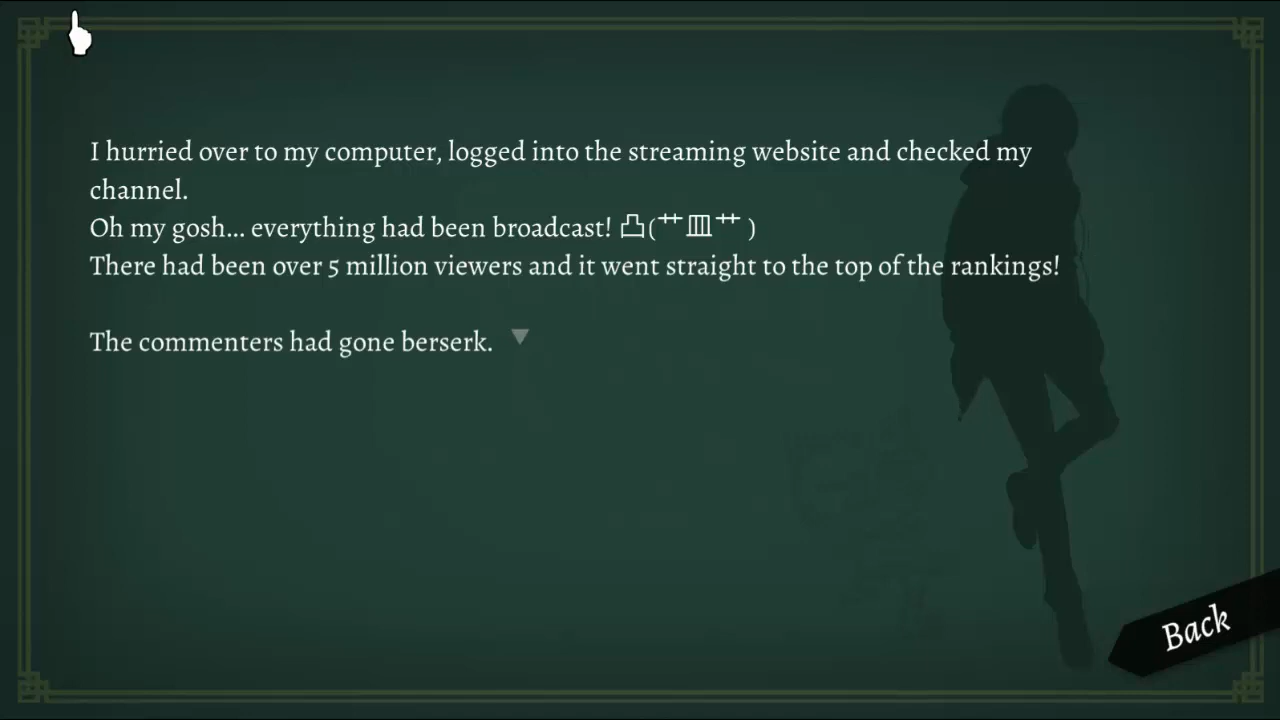 I hurried over to my computer, logged into the streaming website and checked my
channel.
Oh my gosh... everything had been broadcast! 凸(艹皿艹 )
There had been over 5 million viewers and it went straight to the top of the rankings!
The commenters had gone berserk.
Back